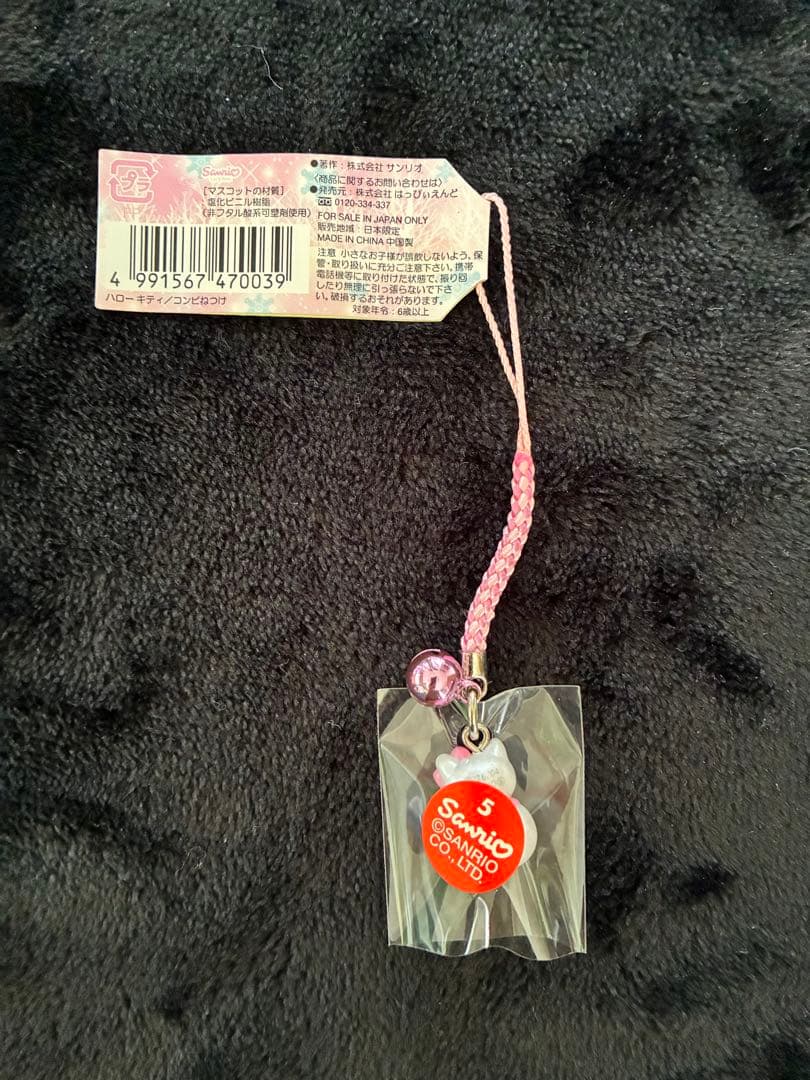 プラ
Sanrio
[マスコットの材質]
塩化ビニル樹脂
(非フタル酸系可塑剤使用)
4 991567 470039
ハロー キティ/コンビねつけ
●著作:株式会社 サンリオ
〈商品に関するお問い合わせは〉
●発売元:株式会社 はっぴぃえんど
0120-334-337
FOR SALE IN JAPAN ONLY
販売地域:日本限定
MADE IN CHINA 中国製
注意 小さなお子様が誤飲しないよう、保
管・取り扱いに充分ご注意下さい。携帯
電話機等に取り付けた状態で、振り回
したり無理に引っ張らないで下さ
い。破損するおそれがあります。
対象年令:6歳以上
5
Sanrio
©SANRIO
CO., LTD.